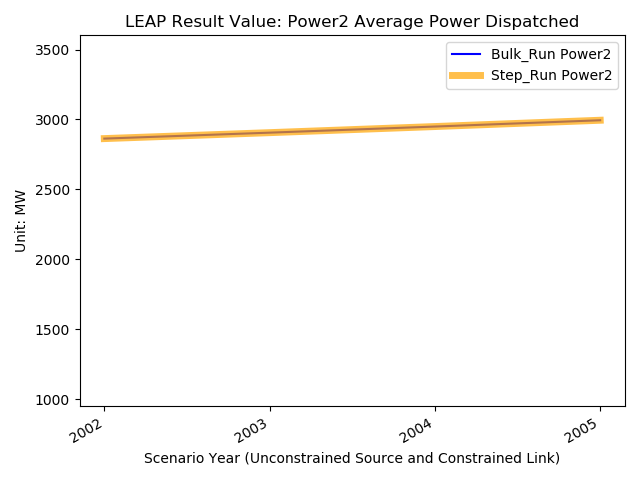 LEAP Result Value: Power2 Average Power Dispatched
Bulk_Run Power2
Step_Run Power2
3500
3000
2500
2000
1500
1000
Unit: MW
2002
2003
2004
2005
Scenario Year (Unconstrained Source and Constrained Link)